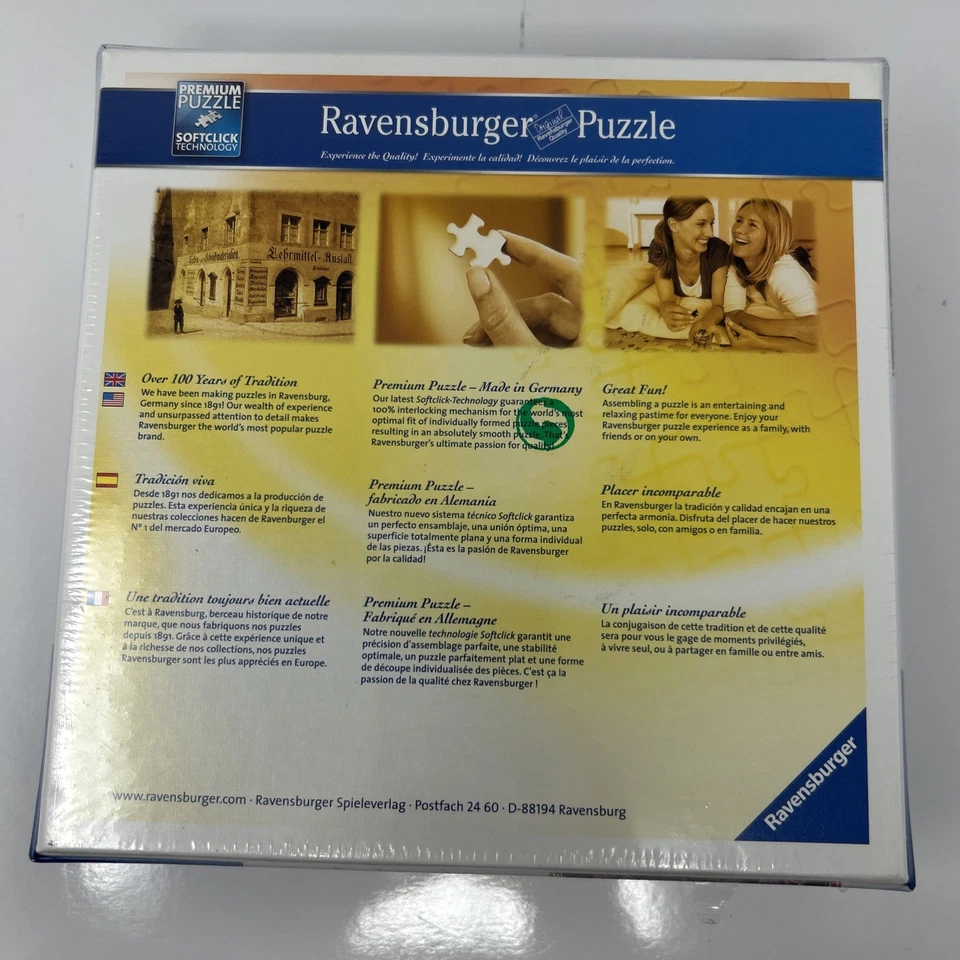 PREMIUM
PUZZLE
SOFTCLICK
TECHNOLOGY
Ravensburger® Puzzle
Original
Ravensburger
Quality
Experience the Quality! Experimente la calidad! Découvrez le plaisir de la perfection.
Lehrmittel-Anstalt
Over 100 Years of Tradition
We have been making puzzles in Ravensburg,
Germany since 1891! Our wealth of experience
and unsurpassed attention to detail makes
Ravensburger the world's most popular puzzle
brand.
Premium Puzzle – Made in Germany
Our latest Softclick-Technology guarantees a
100% interlocking mechanism for the world's most
optimal fit of individually formed puzzle pieces,
resulting in an absolutely smooth puzzle. That's
Ravensburger's ultimate passion for quality!
Great Fun!
Assembling a puzzle is an entertaining and
relaxing pastime for everyone. Enjoy your
Ravensburger puzzle experience as a family, with
friends or on your own.
Tradición viva
Desde 1891 nos dedicamos a la producción de
puzzles. Esta experiencia única y la riqueza de
nuestras colecciones hacen de Ravenburger el
N° 1 del mercado Europeo.
Premium Puzzle –
fabricado en Alemania
Nuestro nuevo sistema técnico Softclick garantiza
un perfecto ensamblaje, una unión óptima, una
superficie totalmente plana y una forma individual
de las piezas. ¡Ésta es la pasión de Ravensburger
por la calidad!
Placer incomparable
En Ravensburger la tradición y calidad encajan en una
perfecta armonia. Disfruta del placer de hacer nuestros
puzzles, solo, con amigos o en familia.
Une tradition toujours bien actuelle
C'est à Ravensburg, berceau historique de notre
marque, que nous fabriquons nos puzzles
depuis 1891. Grâce à cette expérience unique et
à la richesse de nos collections, nos puzzles
Ravensburger sont les plus appréciés en Europe.
Premium Puzzle –
Fabriqué en Allemagne
Notre nouvelle technologie Softclick garantit une
précision d'assemblage parfaite, une stabilité
optimale, un puzzle parfaitement plat et une forme
de découpe individualisée des pièces. C'est ça la
passion de la qualité chez Ravensburger !
Un plaisir incomparable
La conjugaison de cette tradition et de cette qualité
sera pour vous le gage de moments privilégiés,
à vivre seul, ou à partager en famille ou entre amis.
www.ravensburger.com · Ravensburger Spieleverlag · Postfach 24 60 · D-88194 Ravensburg
Ravensburger